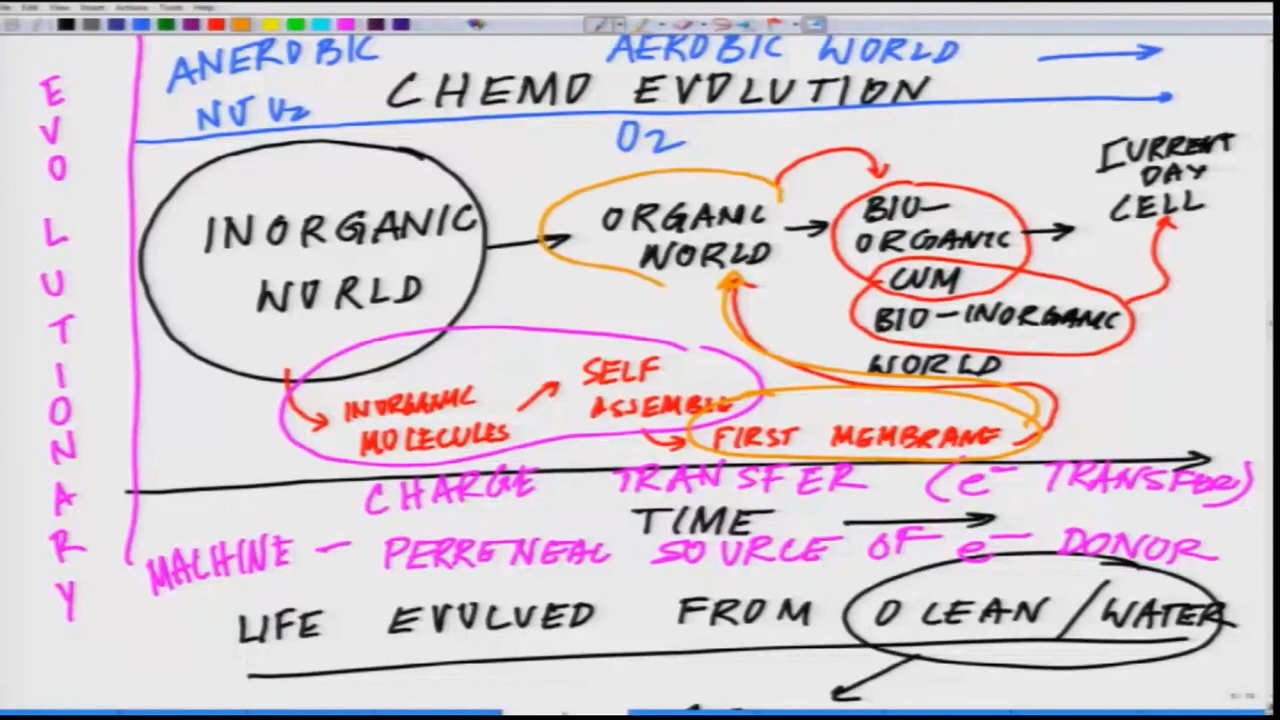 EVOLUTIONARY
ANEROBIC
AEROBIC WORLD
CHEMO EVOLUTION
NO O2
O2
INORGANIC
WORLD
ORGANIC
WORLD
BIO-
ORGANIC
CUM
BIO-INORGANIC
WORLD
CURRENT
DAY
CELL
INORGANIC
MOLECULES
SELF
FIRST MEMBRANE
CHARGE TRANSFER (e- TRANSFER)
TIME
MACHINE - PERRENEAL SOURCE OF e- DONOR
LIFE EVOLVED FROM OCEAN/WATER